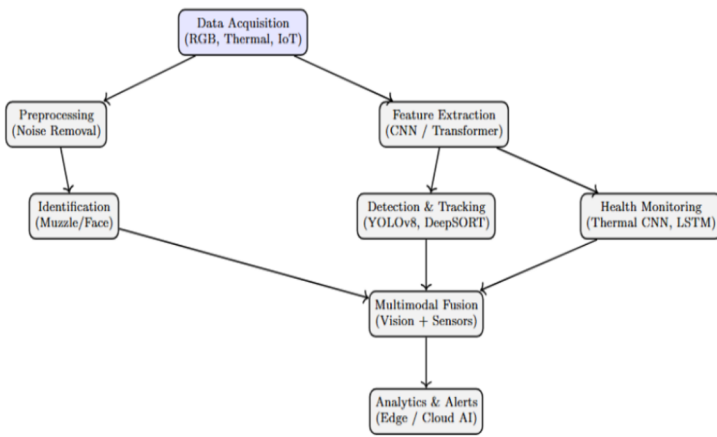 Data Acquisition
(RGB, Thermal, IoT)
Preprocessing
(Noise Removal)
Feature Extraction
(CNN / Transformer)
Identification
(Muzzle/Face)
Detection & Tracking
(YOLOv8, DeepSORT)
Health Monitoring
(Thermal CNN, LSTM)
Multimodal Fusion
(Vision + Sensors)
Analytics & Alerts
(Edge / Cloud AI)